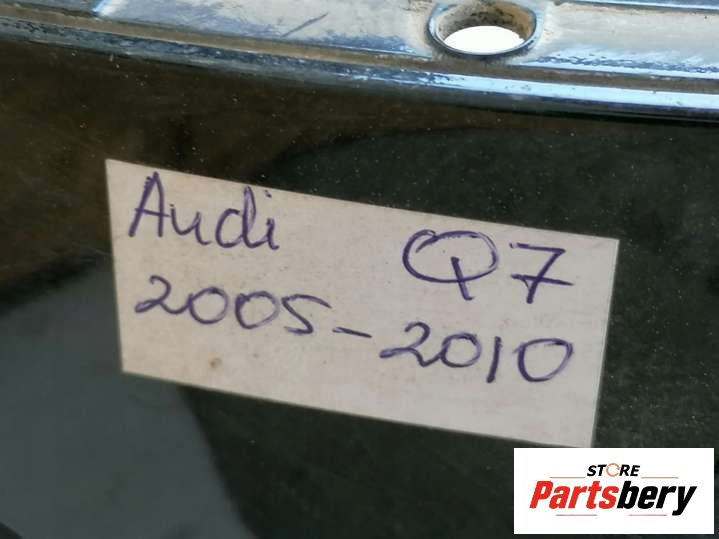 Audi Q7
2005-2010
STORE
Partsbery